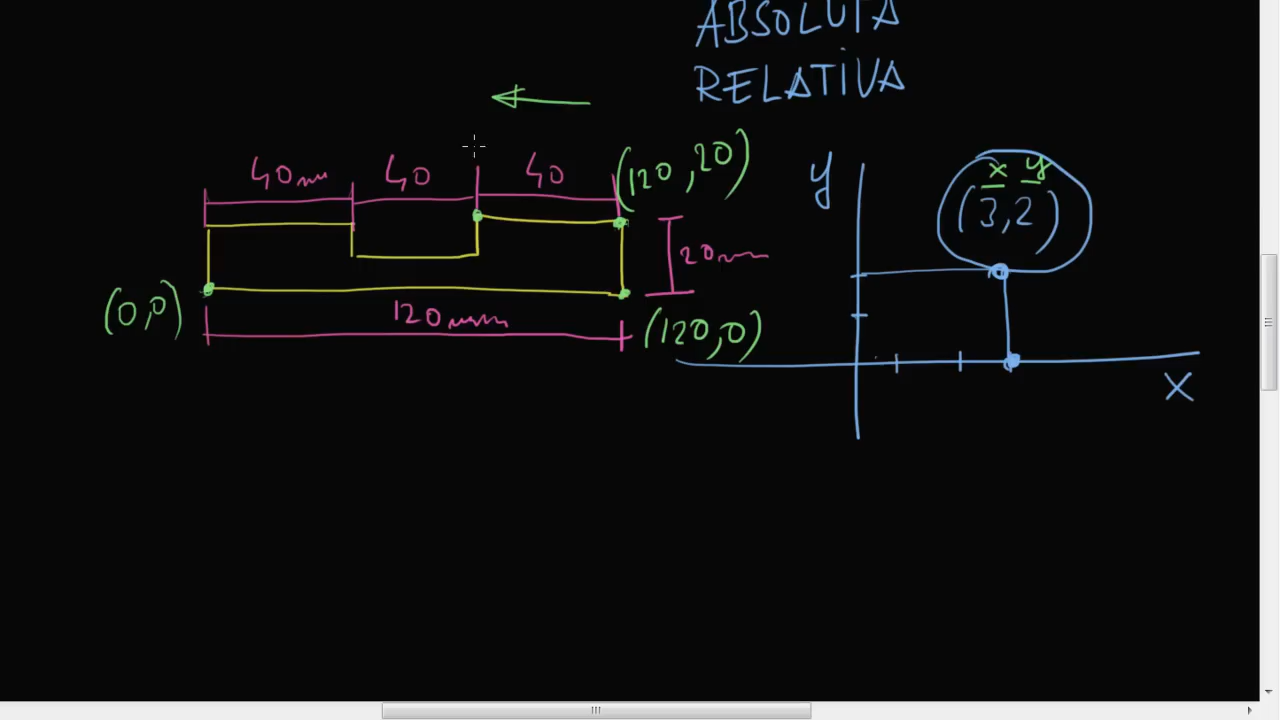 ABSOLUTA
RELATIVA
40mm
40
40
(120,20)
20mm
(0,0)
120mm
(120,0)
y
x y
(3,2)
X